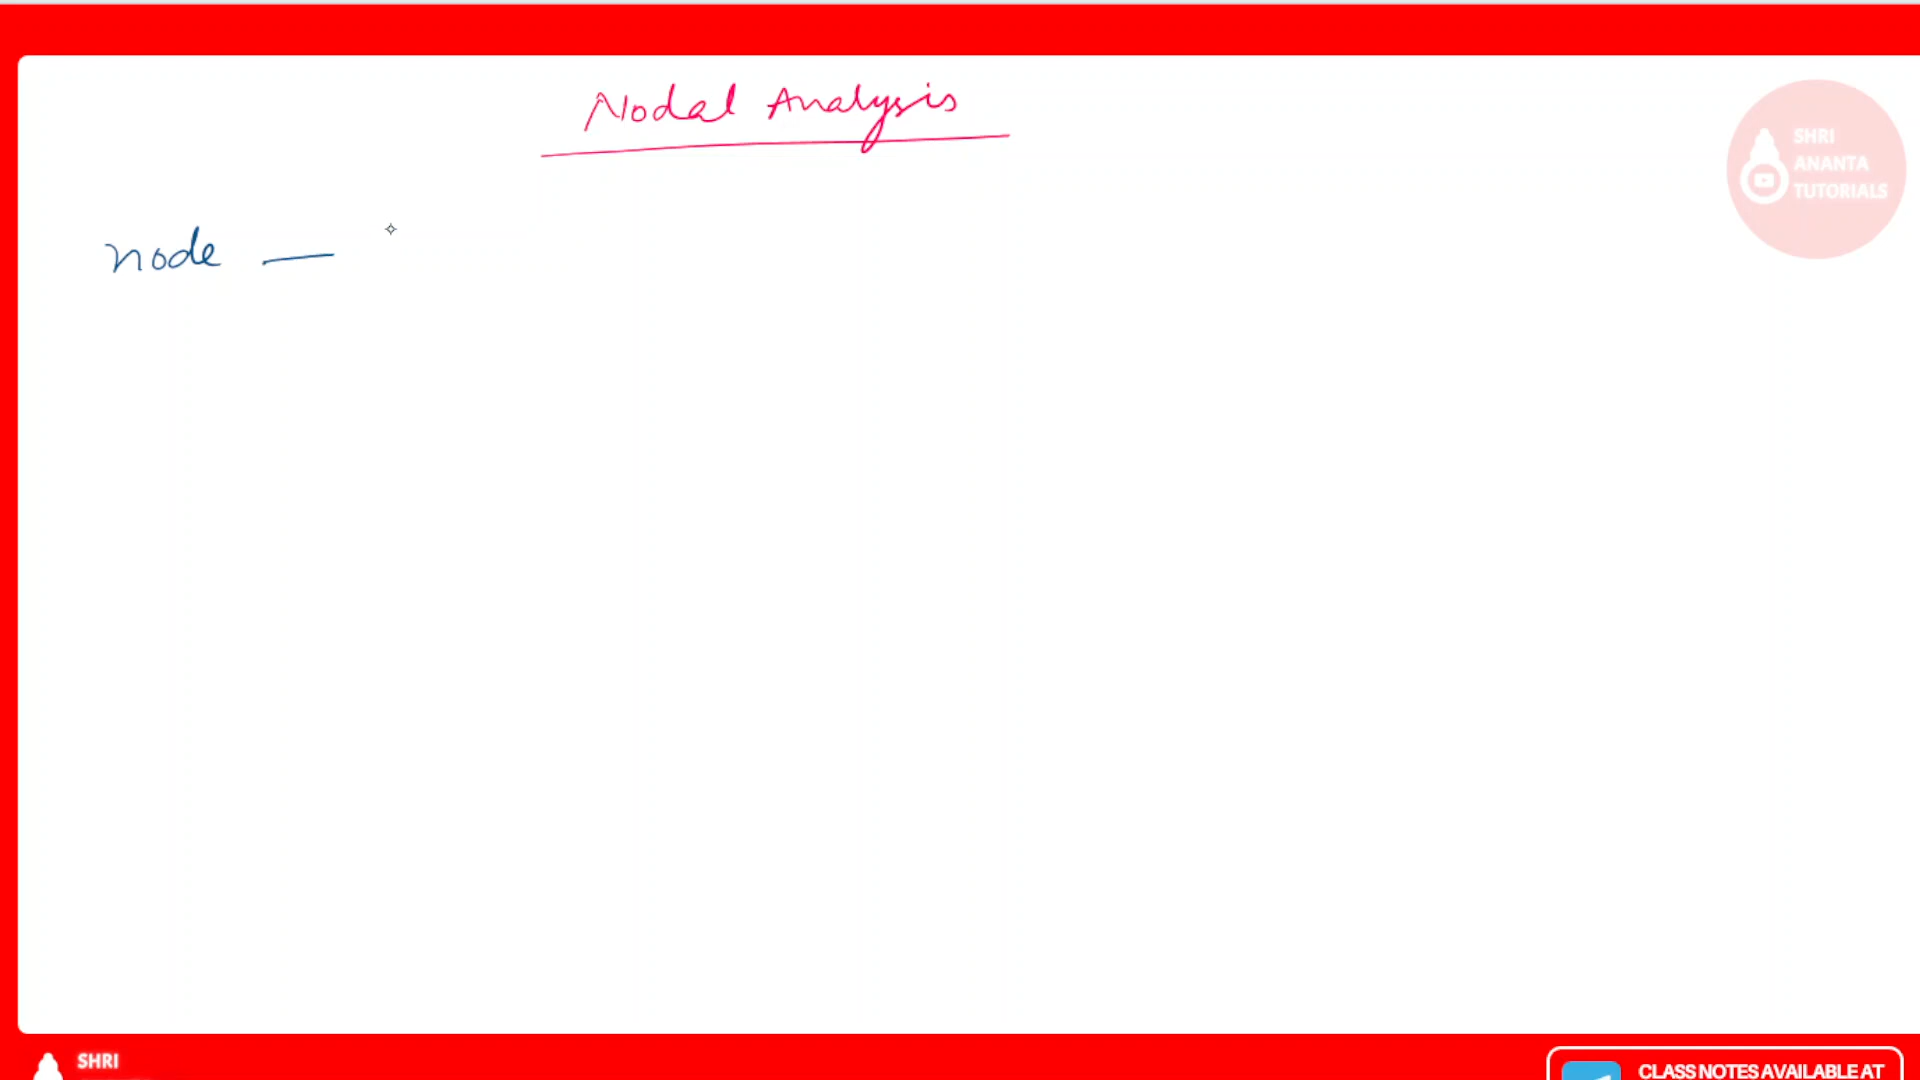 Nodal Analysis
SHRI
ANANTA
TUTORIALS
node —
SHRI
CLASS NOTES AVAILABLE AT